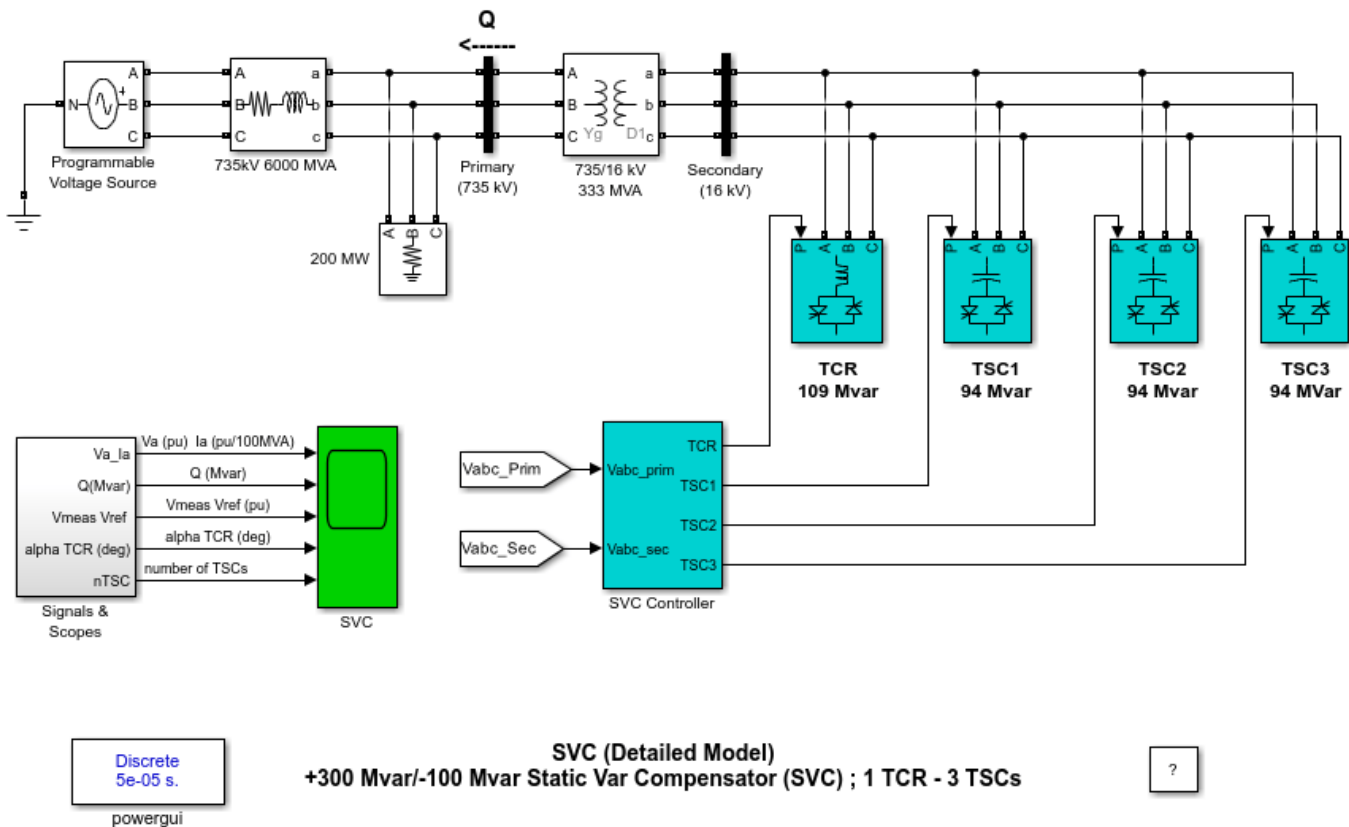 Q
<------
N
A
B
C
Programmable
Voltage Source
A
B
C
a
b
c
735kV 6000 MVA
A
B
C
200 MW
Primary
(735 kV)
A
B
C
Yg
D1
a
b
c
735/16 kV
333 MVA
Secondary
(16 kV)
P
A
B
C
TCR
109 Mvar
P
A
B
C
TSC1
94 Mvar
P
A
B
C
TSC2
94 Mvar
P
A
B
C
TSC3
94 MVar
Va_Ia
Q(Mvar)
Vmeas Vref
alpha TCR (deg)
nTSC
Signals &
Scopes
Va (pu) Ia (pu/100MVA)
Q (Mvar)
Vmeas Vref (pu)
alpha TCR (deg)
number of TSCs
SVC
Vabc_Prim
Vabc_Sec
Vabc_prim
Vabc_sec
TCR
TSC1
TSC2
TSC3
SVC Controller
Discrete
5e-05 s.
powergui
SVC (Detailed Model)
+300 Mvar/-100 Mvar Static Var Compensator (SVC) ; 1 TCR - 3 TSCs
?